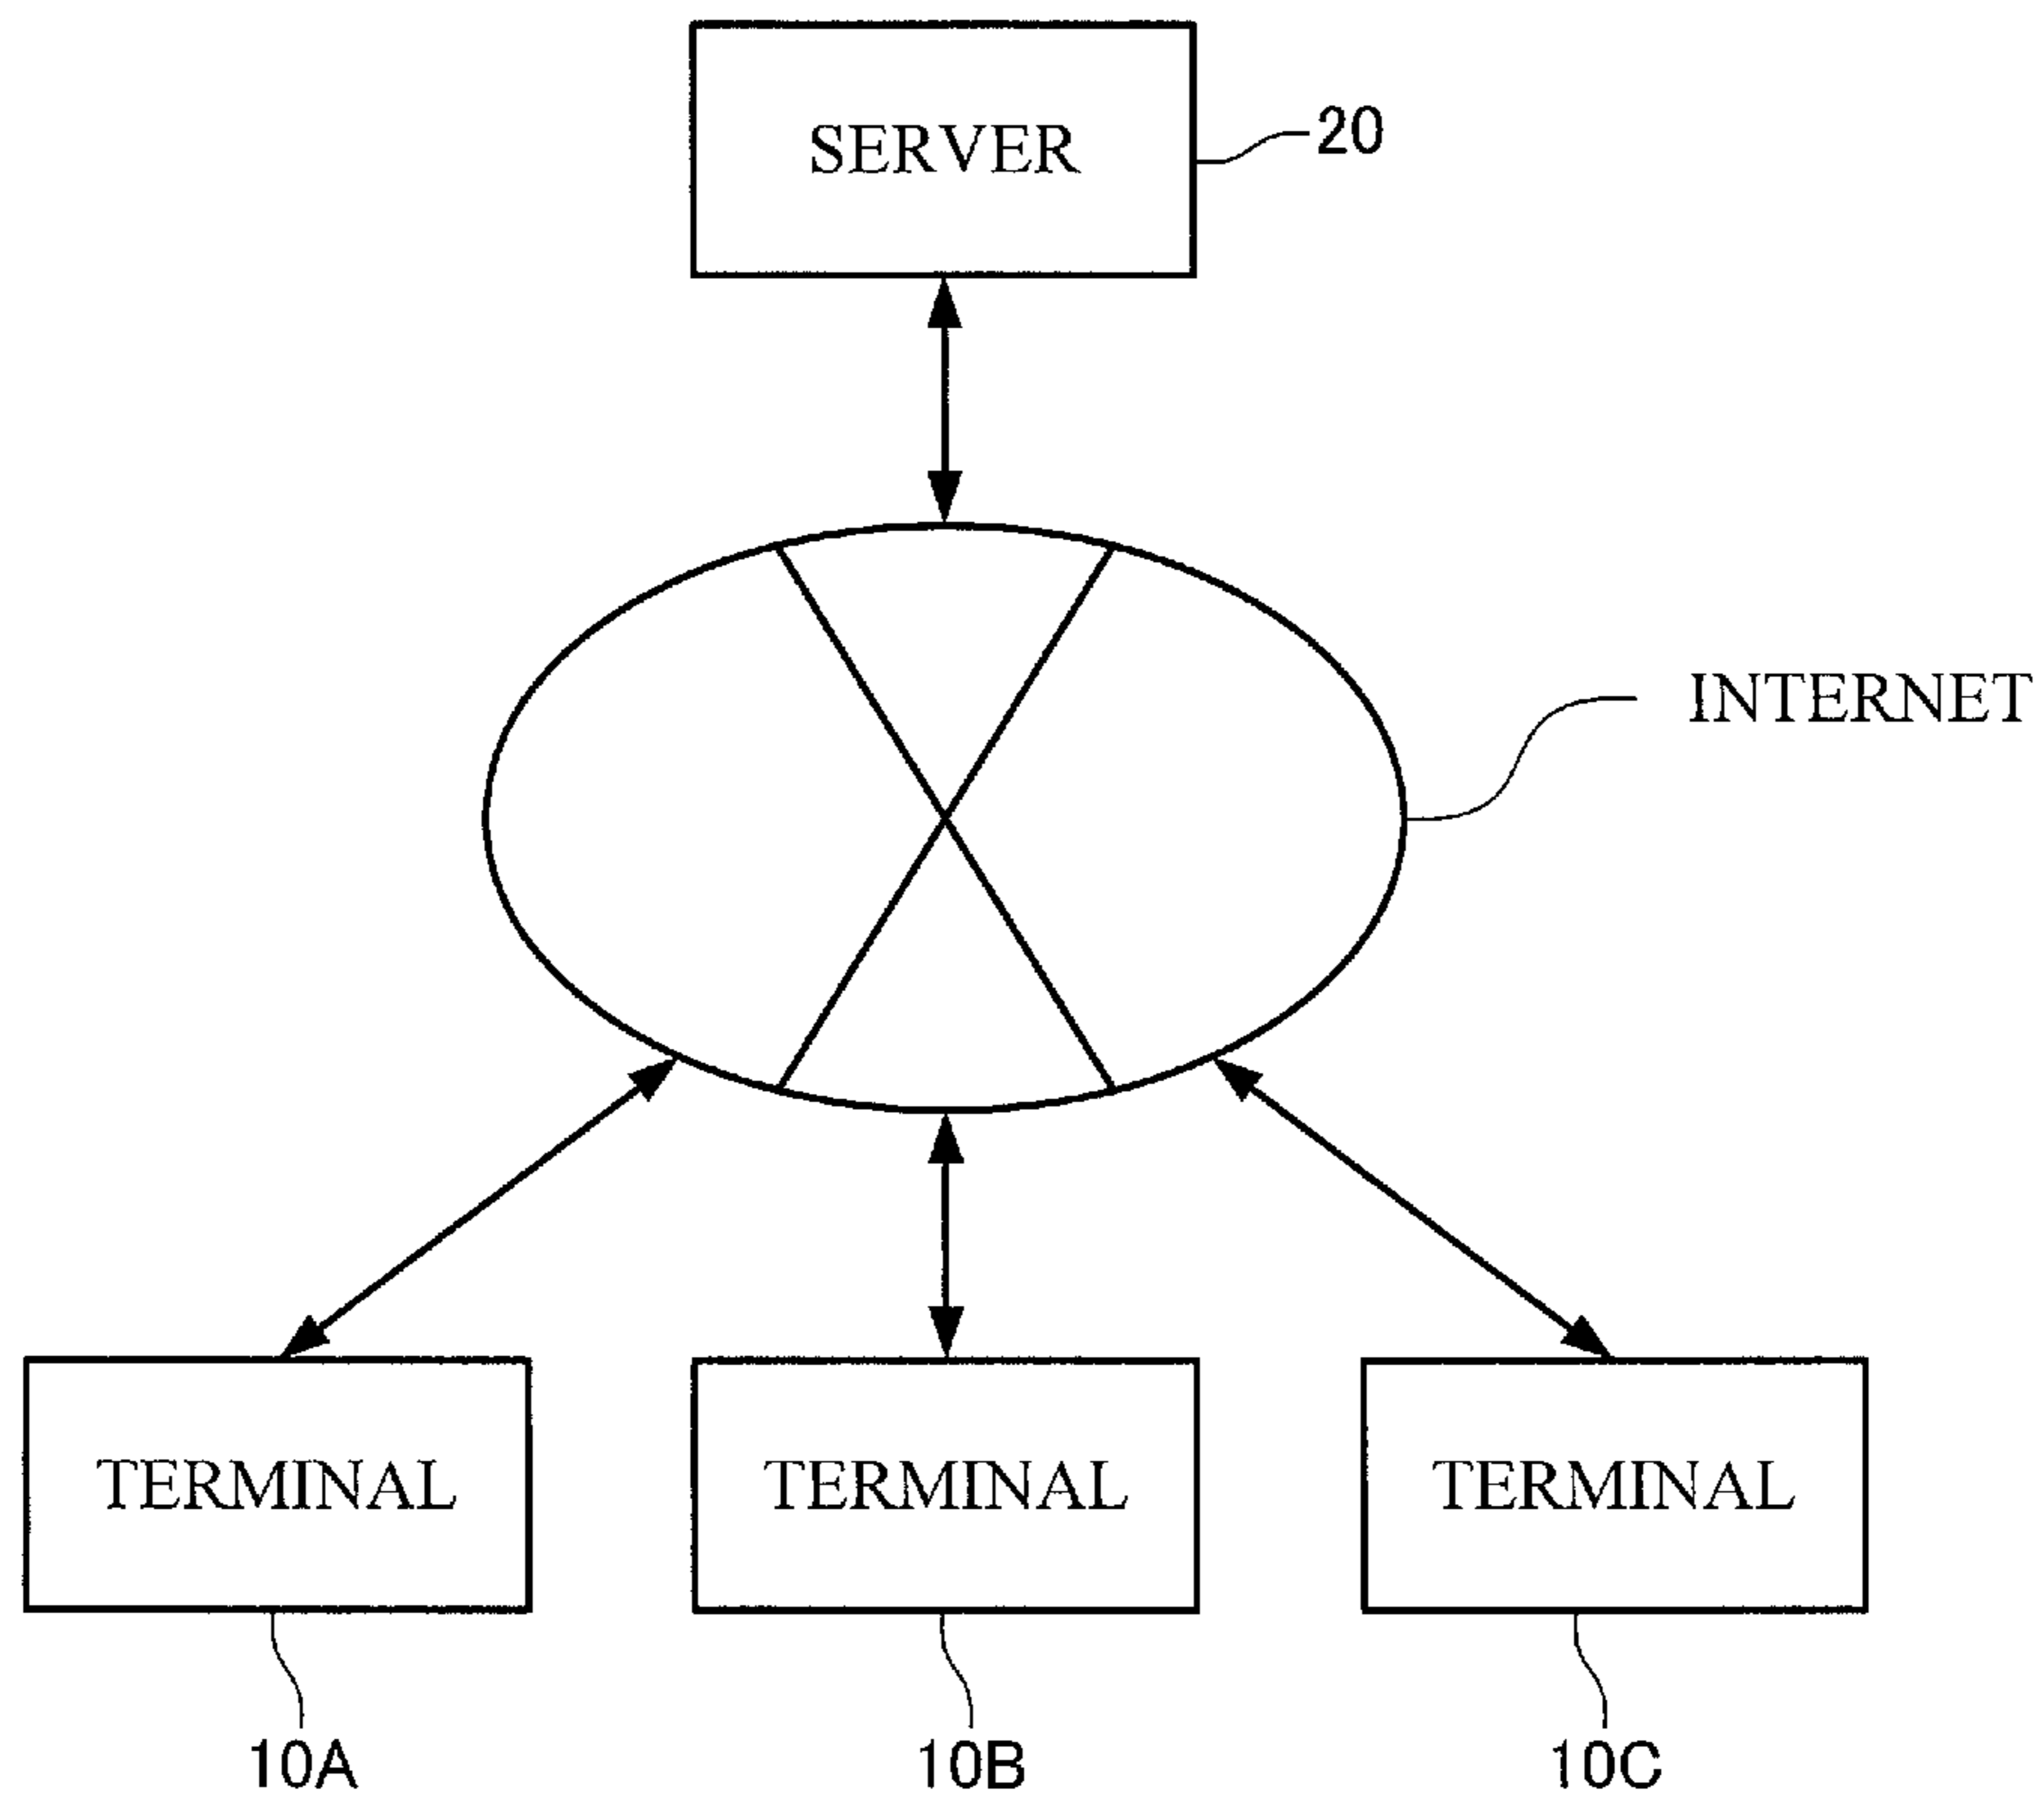 SERVER
20
INTERNET
TERMINAL
TERMINAL
TERMINAL
10A
10B
10C